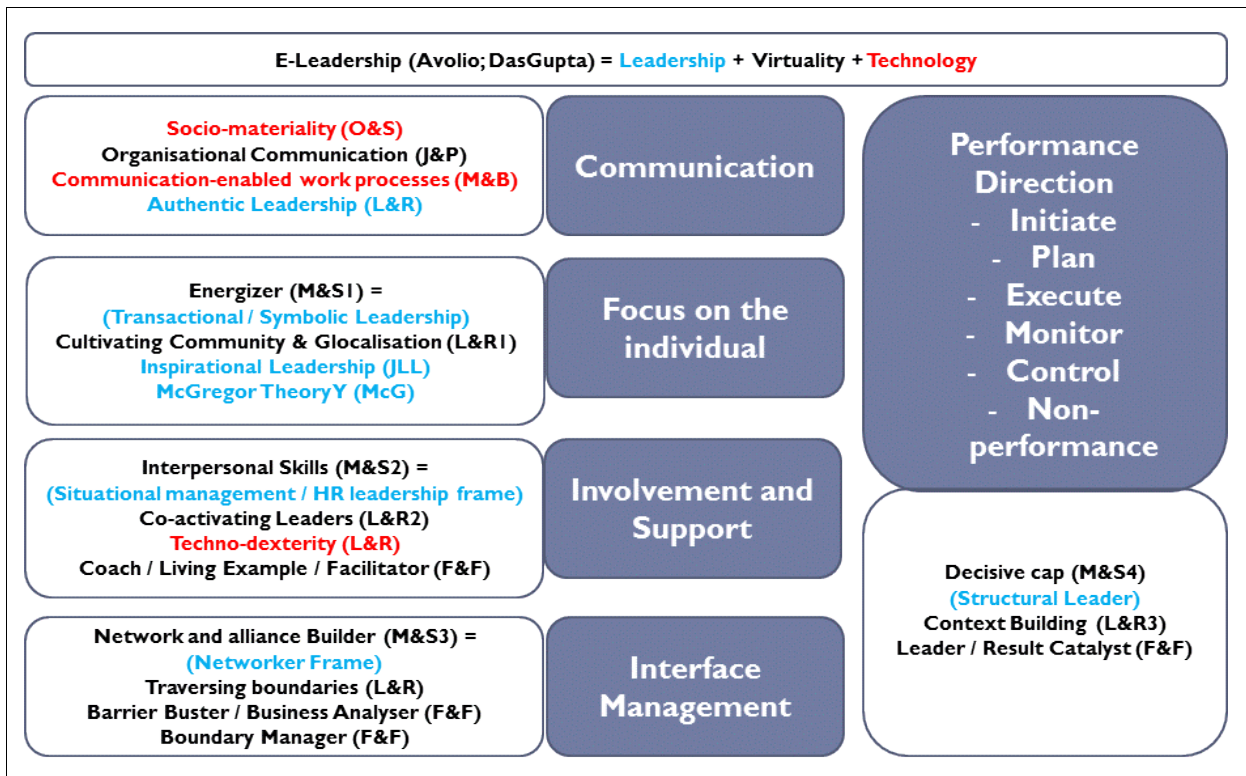 E-Leadership (Avolio; DasGupta) = Leadership + Virtuality + Technology
Socio-materiality (O&S)
Organisational Communication (J&P)
Communication-enabled work processes (M&B)
Authentic Leadership (L&R)
Communication
Energizer (M&S1) =
(Transactional / Symbolic Leadership)
Cultivating Community & Glocalisation (L&R1)
Inspirational Leadership (JLL)
McGregor Theory Y (McG)
Focus on the
individual
Interpersonal Skills (M&S2) =
(Situational management / HR leadership frame)
Co-activating Leaders (L&R2)
Techno-dexterity (L&R)
Coach / Living Example / Facilitator (F&F)
Involvement and
Support
Network and alliance Builder (M&S3) =
(Networker Frame)
Traversing boundaries (L&R)
Barrier Buster / Business Analyser (F&F)
Boundary Manager (F&F)
Interface
Management
Performance
Direction
- Initiate
- Plan
- Execute
- Monitor
- Control
- Non-
performance
Decisive cap (M&S4)
(Structural Leader)
Context Building (L&R3)
Leader / Result Catalyst (F&F)